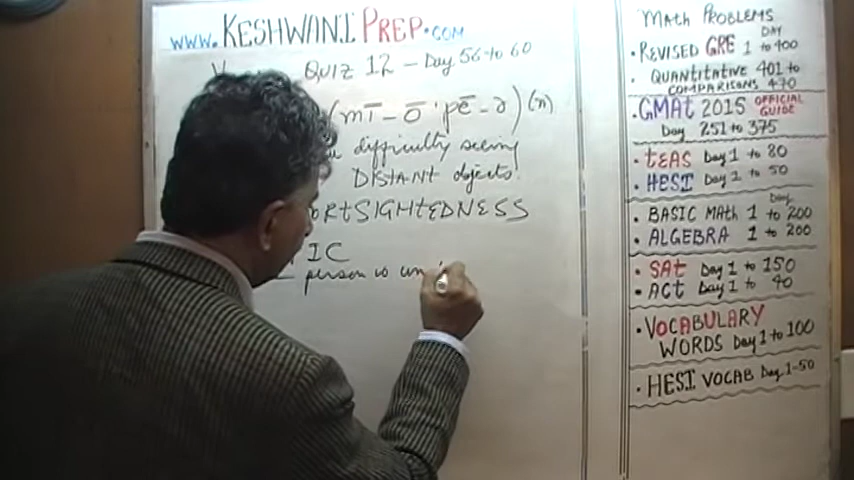 www.KESHWANI PREP.COM
V
QUIZ 12 – Day 56 to 60
(mī – ō ' pē – ə) (n)
difficulty seeing
DISTANT objects.
ORtSIGHtEDNESS
IC
person is un
MAth PROBLEMS
DAY
• REVISED GRE 1 to 400
• QUANTITATIVE 401 to
COMPARISONS 470
• GMAt 2015 OFFICIAL GUIDE
Day 251 to 375
• tEAS Day 1 to 80
• HESI Day 1 to 50
Day
• BASIC MAth 1 to 200
• ALGEBRA 1 to 200
• SAt Day 1 to 150
• ACt Day 1 to 40
• VOCABULARY
WORDS Day 1 to 100
• HESI VOCAB Day 1-50